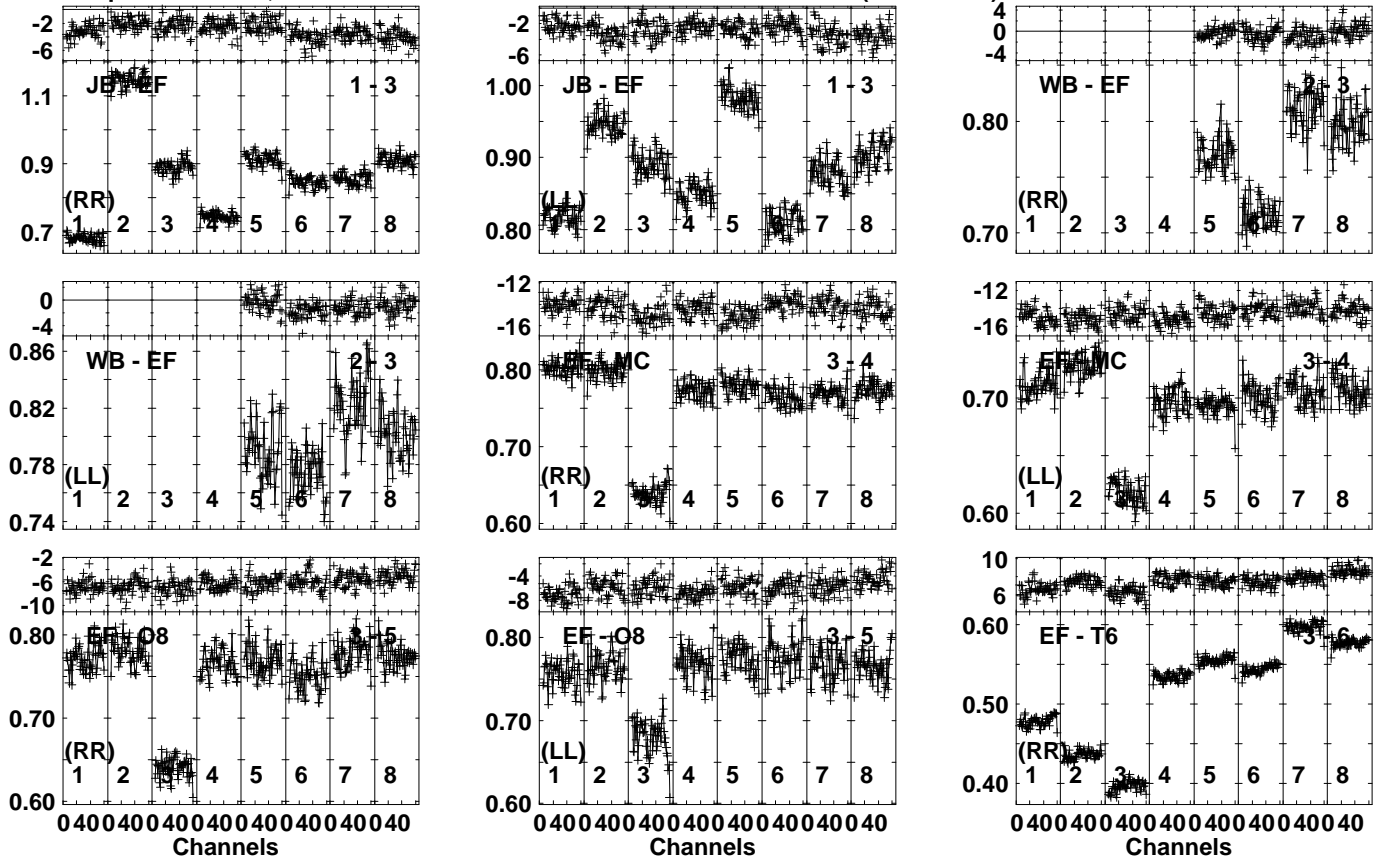 -2
-6
JB - EF 1 - 3
1.1
0.9
0.7
(RR)
1 2 3 4 5 6 7 8
-2
-6
JB - EF 1 - 3
1.00
0.90
0.80
(LL)
1 2 3 4 5 6 7 8
4
0
-4
WB - EF 2 - 3
0.80
0.70
(RR)
1 2 3 4 5 6 7 8
0
-4
WB - EF 2 - 3
0.86
0.82
0.78
0.74
(LL)
1 2 3 4 5 6 7 8
-12
-16
EF - MC 3 - 4
0.80
0.70
0.60
(RR)
1 2 3 4 5 6 7 8
-12
-16
EF - MC 3 - 4
0.70
0.60
(LL)
1 2 3 4 5 6 7 8
-2
-6
-10
EF - O8 3 - 5
0.80
0.70
0.60
(RR)
1 2 3 4 5 6 7 8
0 40 0 40 0 40 0 40 0 40 0 40 0 40 0 40
Channels
-4
-8
EF - O8 3 - 5
0.80
0.70
0.60
(LL)
1 2 3 4 5 6 7 8
0 40 0 40 0 40 0 40 0 40 0 40 0 40 0 40
Channels
10
6
EF - T6 3 - 6
0.60
0.50
0.40
(RR)
1 2 3 4 5 6 7 8
0 40 0 40 0 40 0 40 0 40 0 40 0 40 0 40
Channels